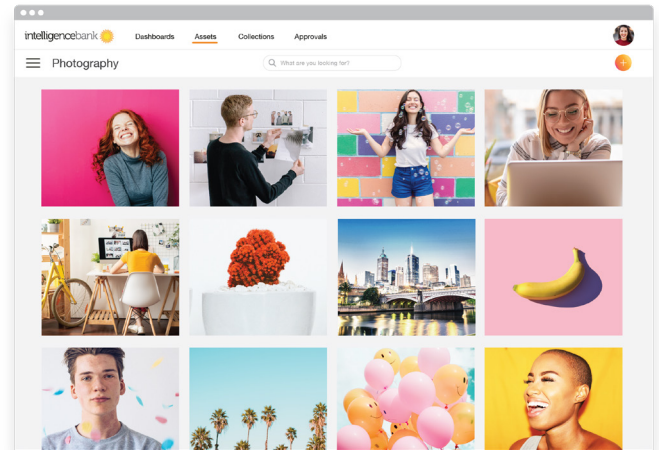 intelligencebank
Dashboards
Assets
Collections
Approvals
Photography
What are you looking for?